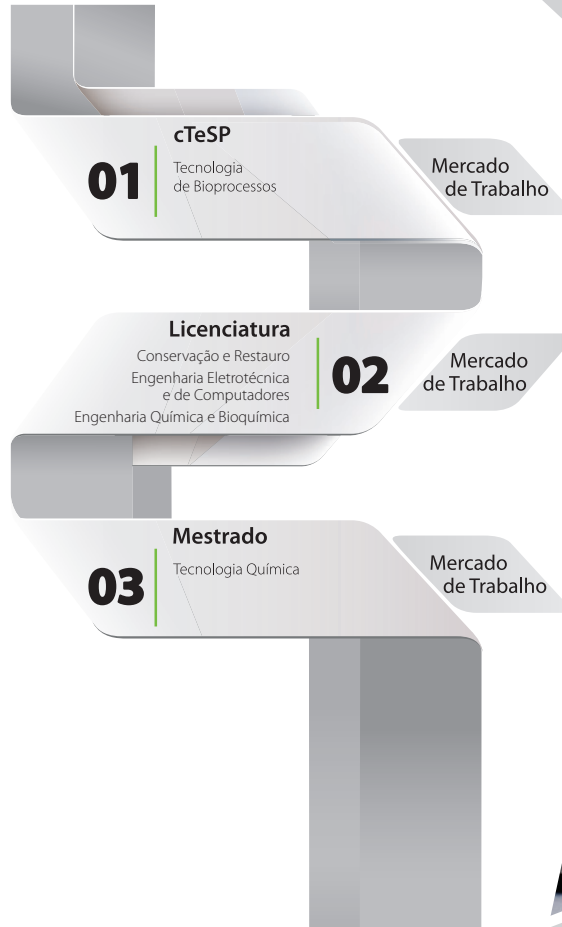 cTeSP
01
Tecnologia
de Bioprocessos
Mercado
de Trabalho
Licenciatura
Conservação e Restauro
Engenharia Eletrotécnica
e de Computadores
Engenharia Química e Bioquímica
02
Mercado
de Trabalho
Mestrado
03
Tecnologia Química
Mercado
de Trabalho